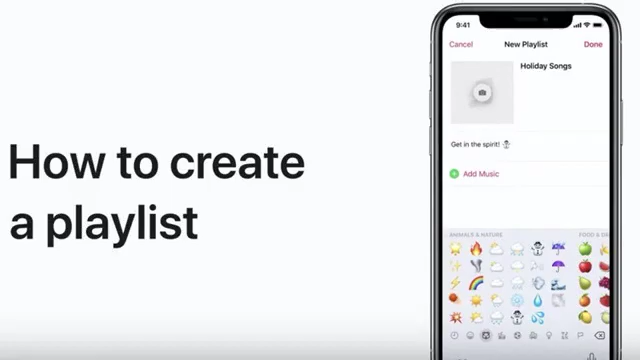 How to create
a playlist
9:41
Cancel
New Playlist
Done
Holiday Songs
Get in the spirit! ☃️
Add Music
ANIMALS & NATURE
FOOD &